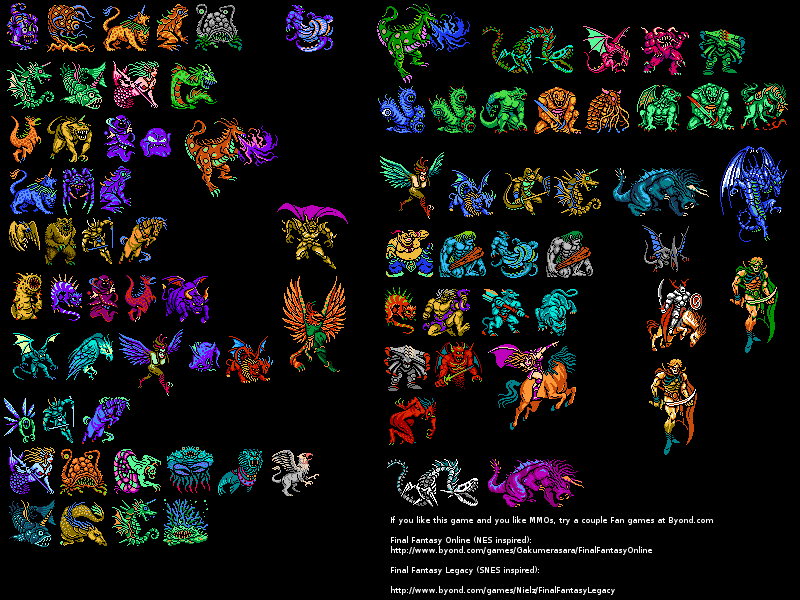 If you like this game and you like MMOs, try a couple Fan games at Byond.com
Final Fantasy Online (NES inspired):
http://www.byond.com/games/Gakumerasara/FinalFantasyOnline
Final Fantasy Legacy (SNES inspired):
http://www.byond.com/games/Nielz/FinalFantasyLegacy